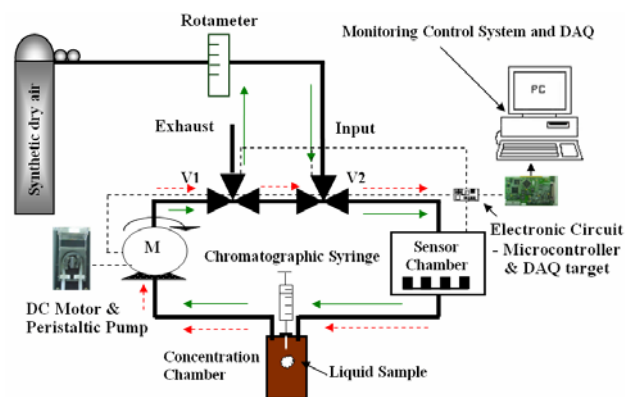 Rotameter
Monitoring Control System and DAQ
PC
Synthetic dry air
Exhaust
Input
V1
V2
M
Electronic Circuit
- Microcontroller
& DAQ target
Sensor
Chamber
Chromatographic Syringe
DC Motor &
Peristaltic Pump
Concentration
Chamber
Liquid Sample